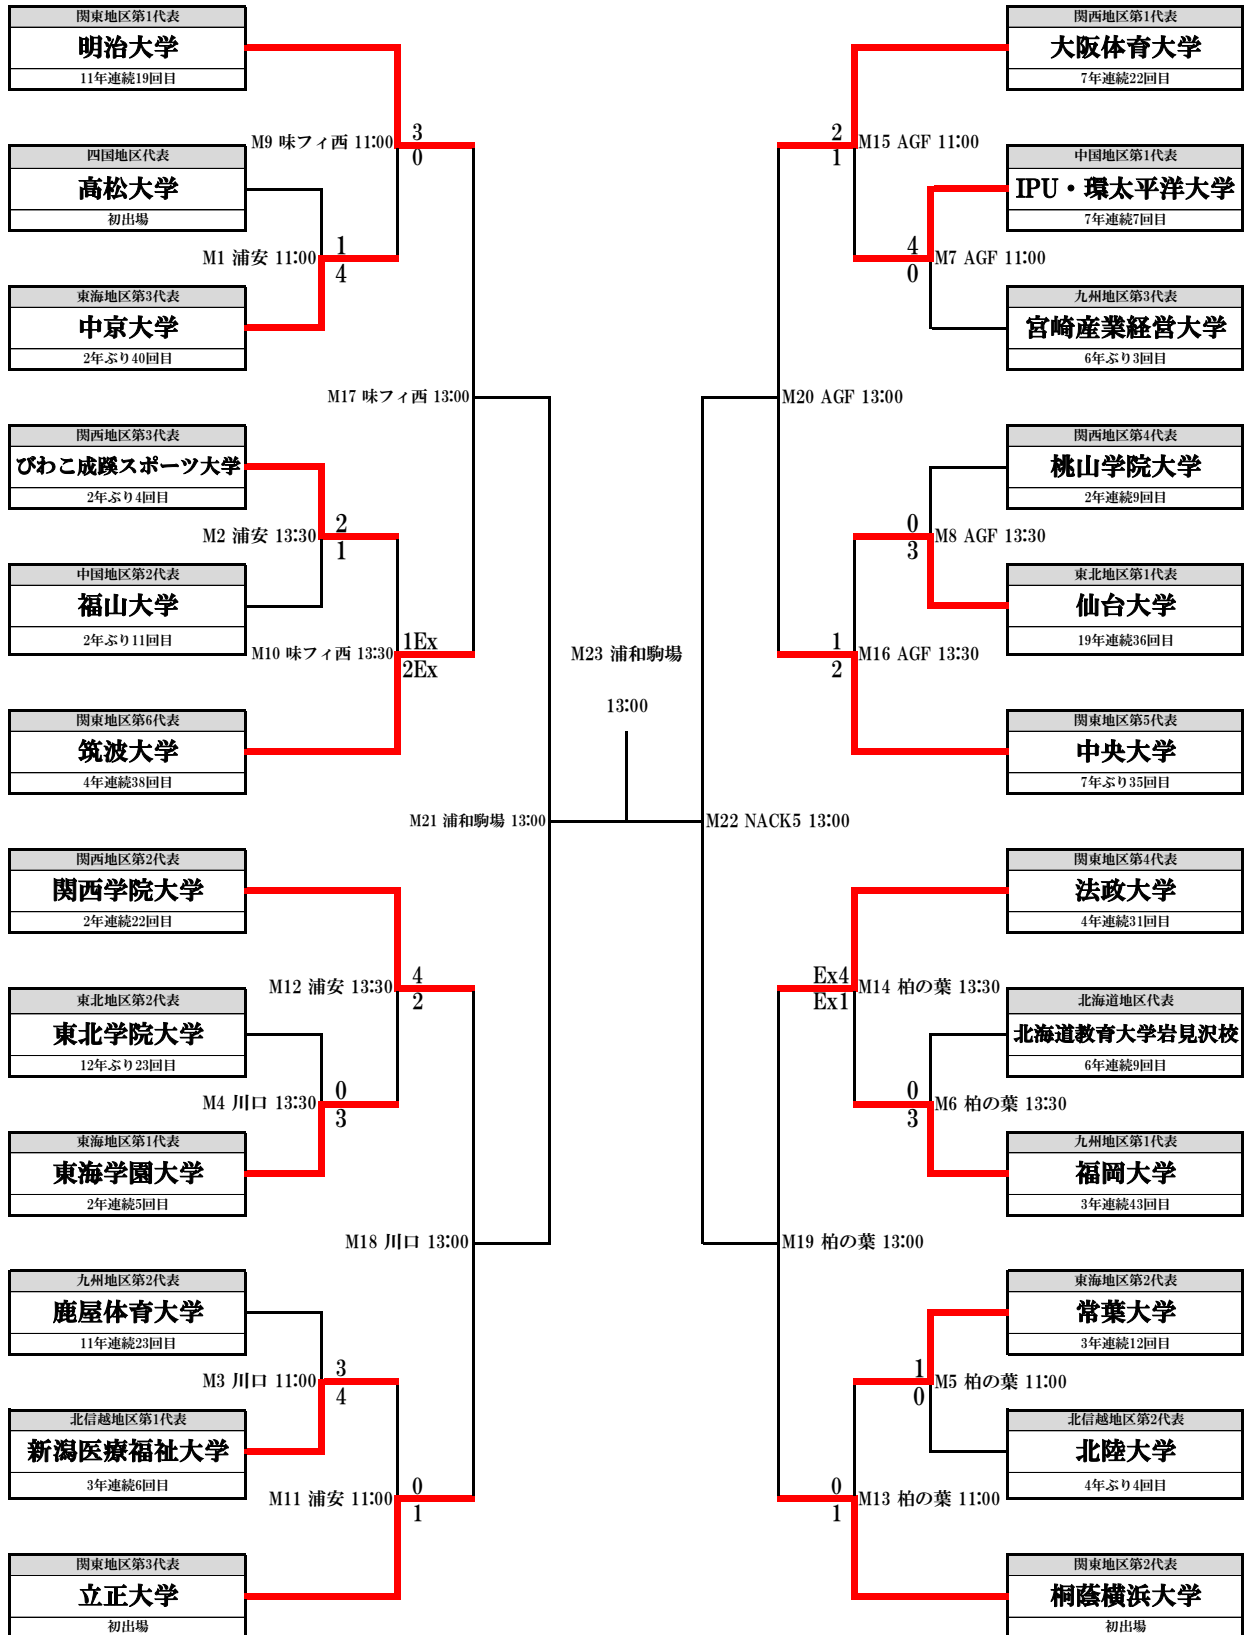 関東地区第1代表
明治大学
11年連続19回目
四国地区代表
高松大学
初出場
東海地区第3代表
中京大学
2年ぶり40回目
関西地区第3代表
びわこ成蹊スポーツ大学
2年ぶり4回目
中国地区第2代表
福山大学
2年ぶり11回目
関東地区第6代表
筑波大学
4年連続38回目
関西地区第2代表
関西学院大学
2年連続22回目
東北地区第2代表
東北学院大学
12年ぶり23回目
東海地区第1代表
東海学園大学
2年連続5回目
九州地区第2代表
鹿屋体育大学
11年連続23回目
北信越地区第1代表
新潟医療福祉大学
3年連続6回目
関東地区第3代表
立正大学
初出場
M9 味フィ西 11:00
3
0
M1 浦安 11:00
1
4
M17 味フィ西 13:00
M2 浦安 13:30
2
1
M10 味フィ西 13:30
1Ex
2Ex
M21 浦和駒場 13:00
M12 浦安 13:30
4
2
M4 川口 13:30
0
3
M18 川口 13:00
M3 川口 11:00
3
4
M11 浦安 11:00
0
1
M23 浦和駒場
13:00
2
1
M15 AGF 11:00
4
0
M7 AGF 11:00
M20 AGF 13:00
0
3
M8 AGF 13:30
1
2
M16 AGF 13:30
M22 NACK5 13:00
Ex4
Ex1
M14 柏の葉 13:30
0
3
M6 柏の葉 13:30
M19 柏の葉 13:00
1
0
M5 柏の葉 11:00
0
1
M13 柏の葉 11:00
関西地区第1代表
大阪体育大学
7年連続22回目
中国地区第1代表
IPU・環太平洋大学
7年連続7回目
九州地区第3代表
宮崎産業経営大学
6年ぶり3回目
関西地区第4代表
桃山学院大学
2年連続9回目
東北地区第1代表
仙台大学
19年連続36回目
関東地区第5代表
中央大学
7年ぶり35回目
関東地区第4代表
法政大学
4年連続31回目
北海道地区代表
北海道教育大学岩見沢校
6年連続9回目
九州地区第1代表
福岡大学
3年連続43回目
東海地区第2代表
常葉大学
3年連続12回目
北信越地区第2代表
北陸大学
4年ぶり4回目
関東地区第2代表
桐蔭横浜大学
初出場